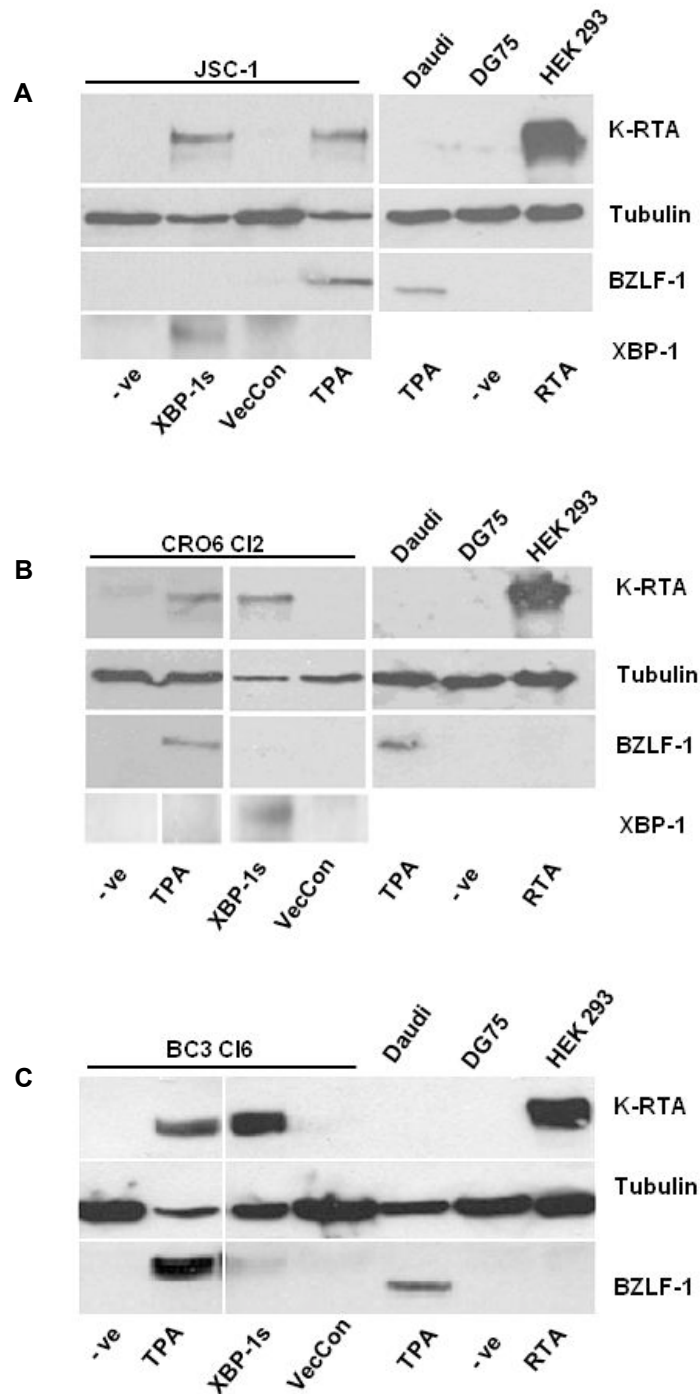 A
JSC-1
Daudi
DG75
HEK 293
K-RTA
Tubulin
BZLF-1
XBP-1
- ve
XBP-1s
VecCon
TPA
TPA
- ve
RTA
B
CRO6 Cl2
Daudi
DG75
HEK 293
K-RTA
Tubulin
BZLF-1
XBP-1
- ve
TPA
XBP-1s
VecCon
TPA
- ve
RTA
C
BC3 Cl6
Daudi
DG75
HEK 293
K-RTA
Tubulin
BZLF-1
- ve
TPA
XBP-1s
VecCon
TPA
- ve
RTA